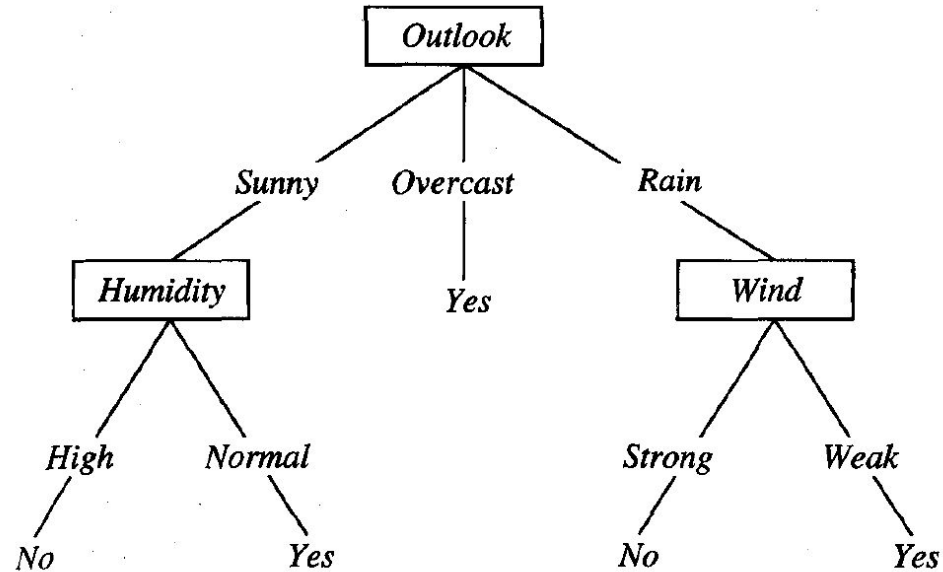 Outlook
Sunny Overcast Rain
Humidity Yes Wind
High Normal Strong Weak
No Yes No Yes